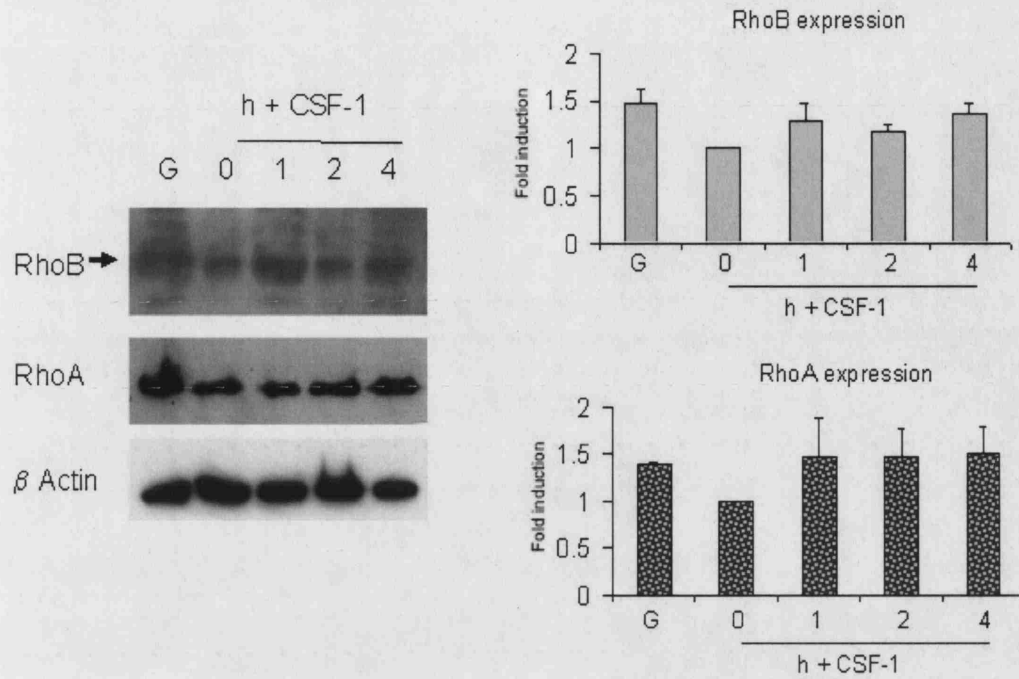 h + CSF-1
G 0 1 2 4
RhoB
RhoA
β Actin
RhoB expression
Fold induction
2
1.5
1
0.5
0
G 0 1 2 4
h + CSF-1
RhoA expression
Fold induction
2
1.5
1
0.5
0
G 0 1 2 4
h + CSF-1